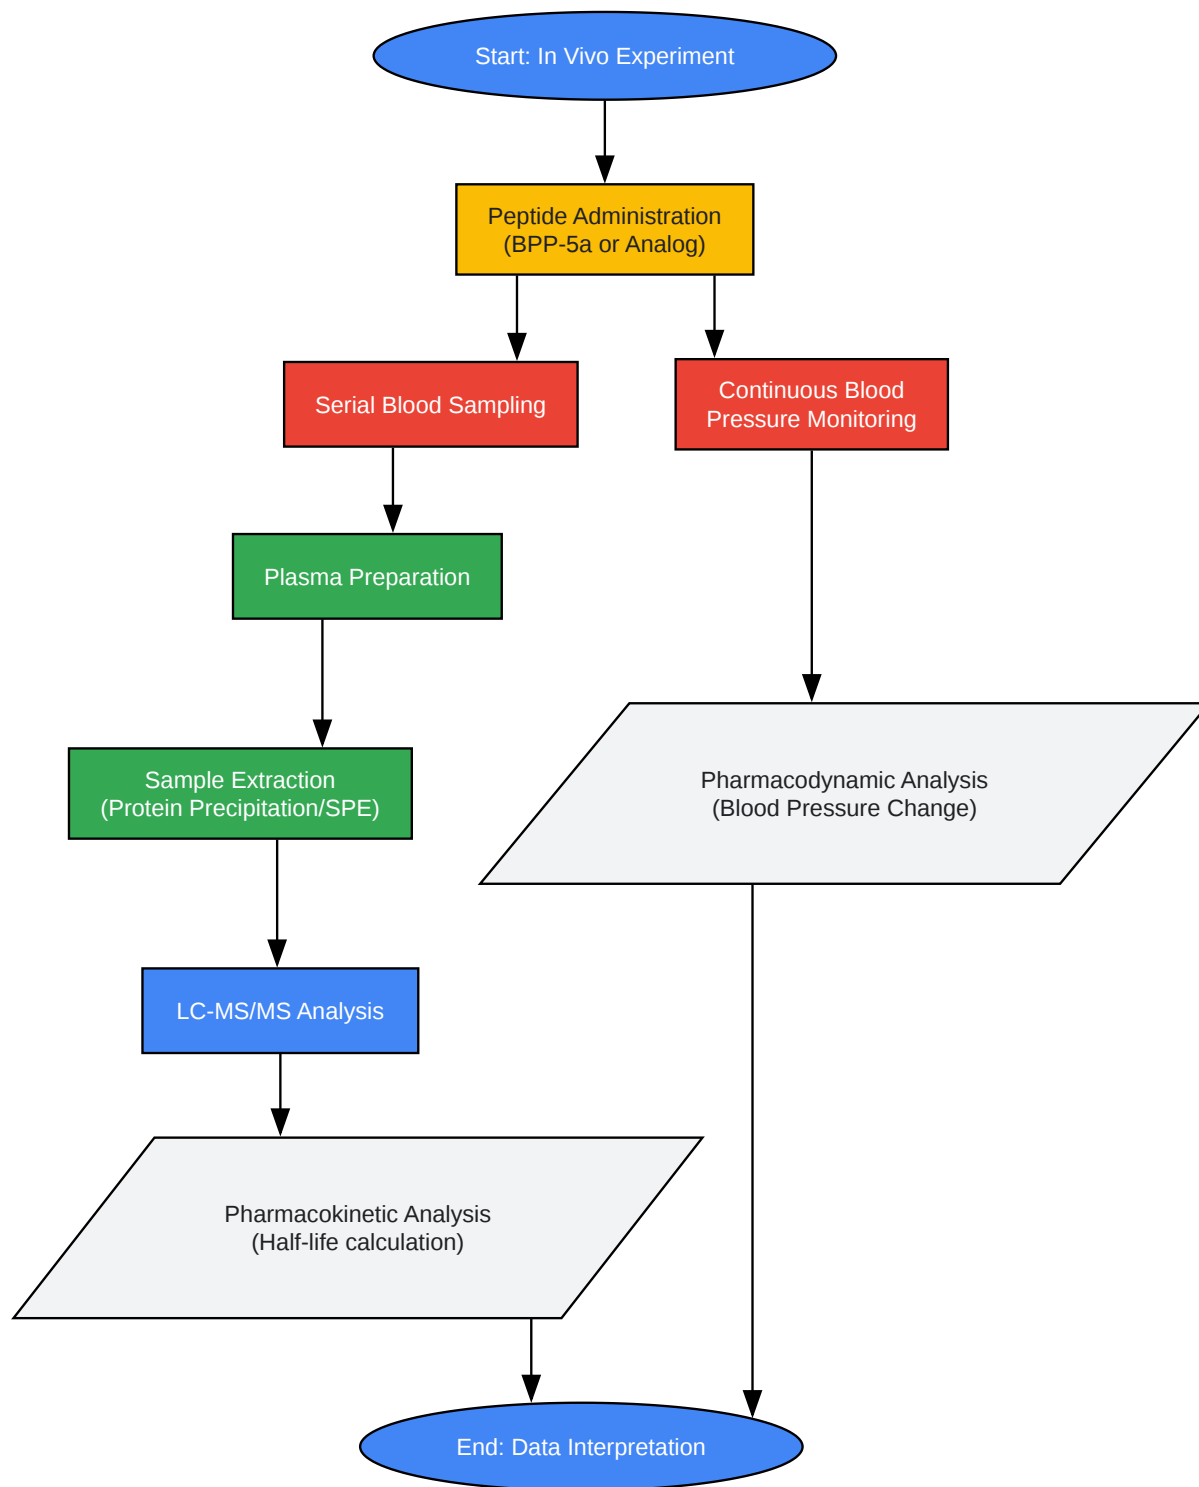 Start: In Vivo Experiment
Peptide Administration
(BPP-5a or Analog)
Serial Blood Sampling
Continuous Blood
Pressure Monitoring
Plasma Preparation
Sample Extraction
(Protein Precipitation/SPE)
Pharmacodynamic Analysis
(Blood Pressure Change)
LC-MS/MS Analysis
Pharmacokinetic Analysis
(Half-life calculation)
End: Data Interpretation